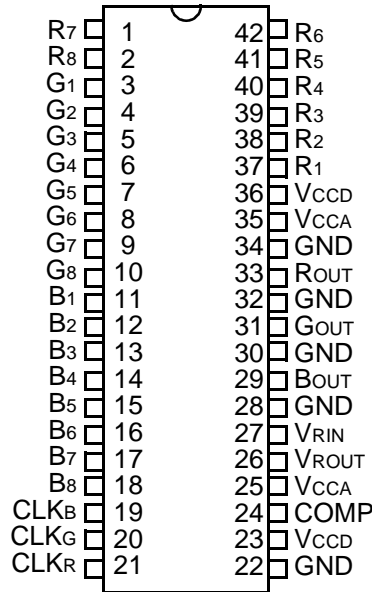 R7 1 42 R6
R8 2 41 R5
G1 3 40 R4
G2 4 39 R3
G3 5 38 R2
G4 6 37 R1
G5 7 36 VCCD
G6 8 35 VCCA
G7 9 34 GND
G8 10 33 ROUT
B1 11 32 GND
B2 12 31 GOUT
B3 13 30 GND
B4 14 29 BOUT
B5 15 28 GND
B6 16 27 VRIN
B7 17 26 VROUT
B8 18 25 VCCA
CLKB 19 24 COMP
CLKG 20 23 VCCD
CLKR 21 22 GND